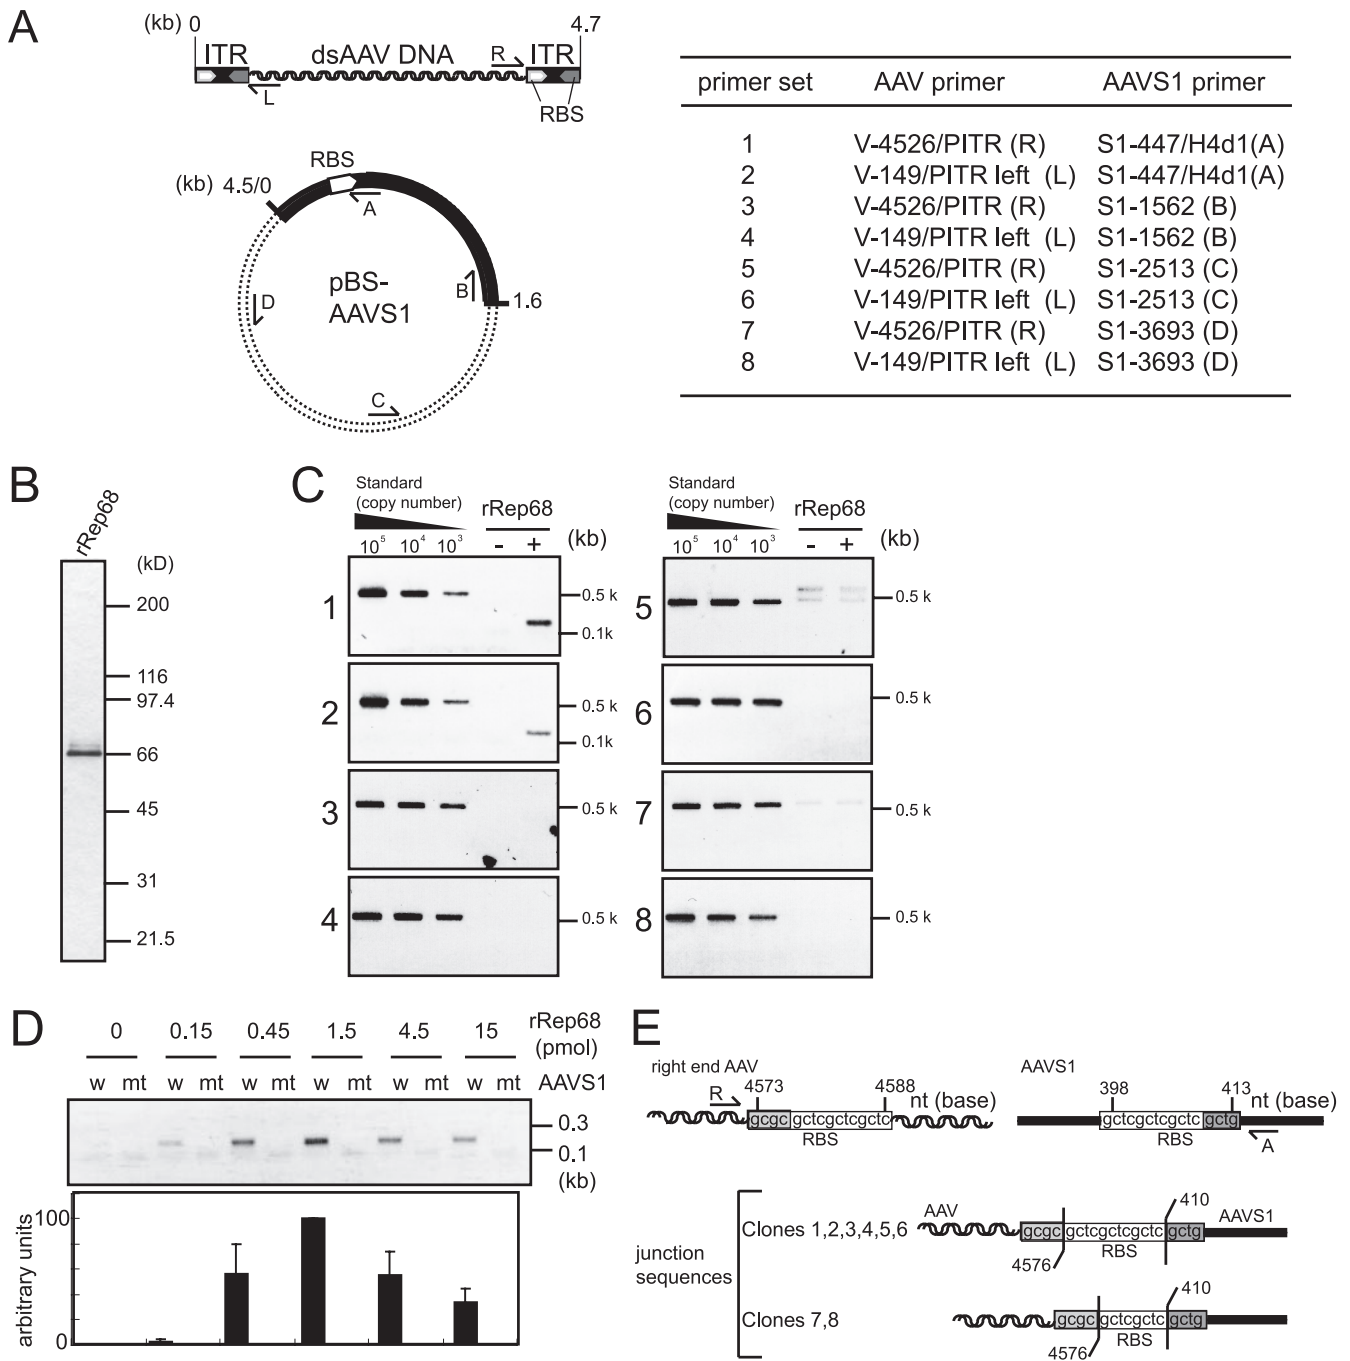 A
(kb) 0 4.7
ITR dsAAV DNA R ITR
L RBS
RBS
(kb) 4.5/0
A
pBS-
AAVS1
B 1.6
D
C
primer set AAV primer AAVS1 primer
1 V-4526/PITR (R) S1-447/H4d1(A)
2 V-149/PITR left (L) S1-447/H4d1(A)
3 V-4526/PITR (R) S1-1562 (B)
4 V-149/PITR left (L) S1-1562 (B)
5 V-4526/PITR (R) S1-2513 (C)
6 V-149/PITR left (L) S1-2513 (C)
7 V-4526/PITR (R) S1-3693 (D)
8 V-149/PITR left (L) S1-3693 (D)
B
rRep68
(kD)
200
116
97.4
66
45
31
21.5
C
Standard
(copy number) rRep68
10⁵ 10⁴ 10³ - + (kb)
1 0.5 k
0.1k
2 0.5 k
0.1 k
3 0.5 k
4 0.5 k
Standard
(copy number) rRep68
10⁵ 10⁴ 10³ - + (kb)
5 0.5 k
6 0.5 k
7 0.5 k
8 0.5 k
D
0 0.15 0.45 1.5 4.5 15 rRep68
(pmol)
w mt w mt w mt w mt w mt w mt AAVS1
0.3
0.1
(kb)
arbitrary units
100
0
E
right end AAV AAVS1
R 4573 4588 nt (base) 398 413 nt (base)
gcgc gctcgctcgctc gctcgctcgctc gctg
RBS RBS A
junction
sequences
Clones 1,2,3,4,5,6 AAV 410 AAVS1
gcgc gctcgctcgctc gctg
4576 RBS
Clones 7,8 410
gcgc gctcgctc gctg
4576 RBS